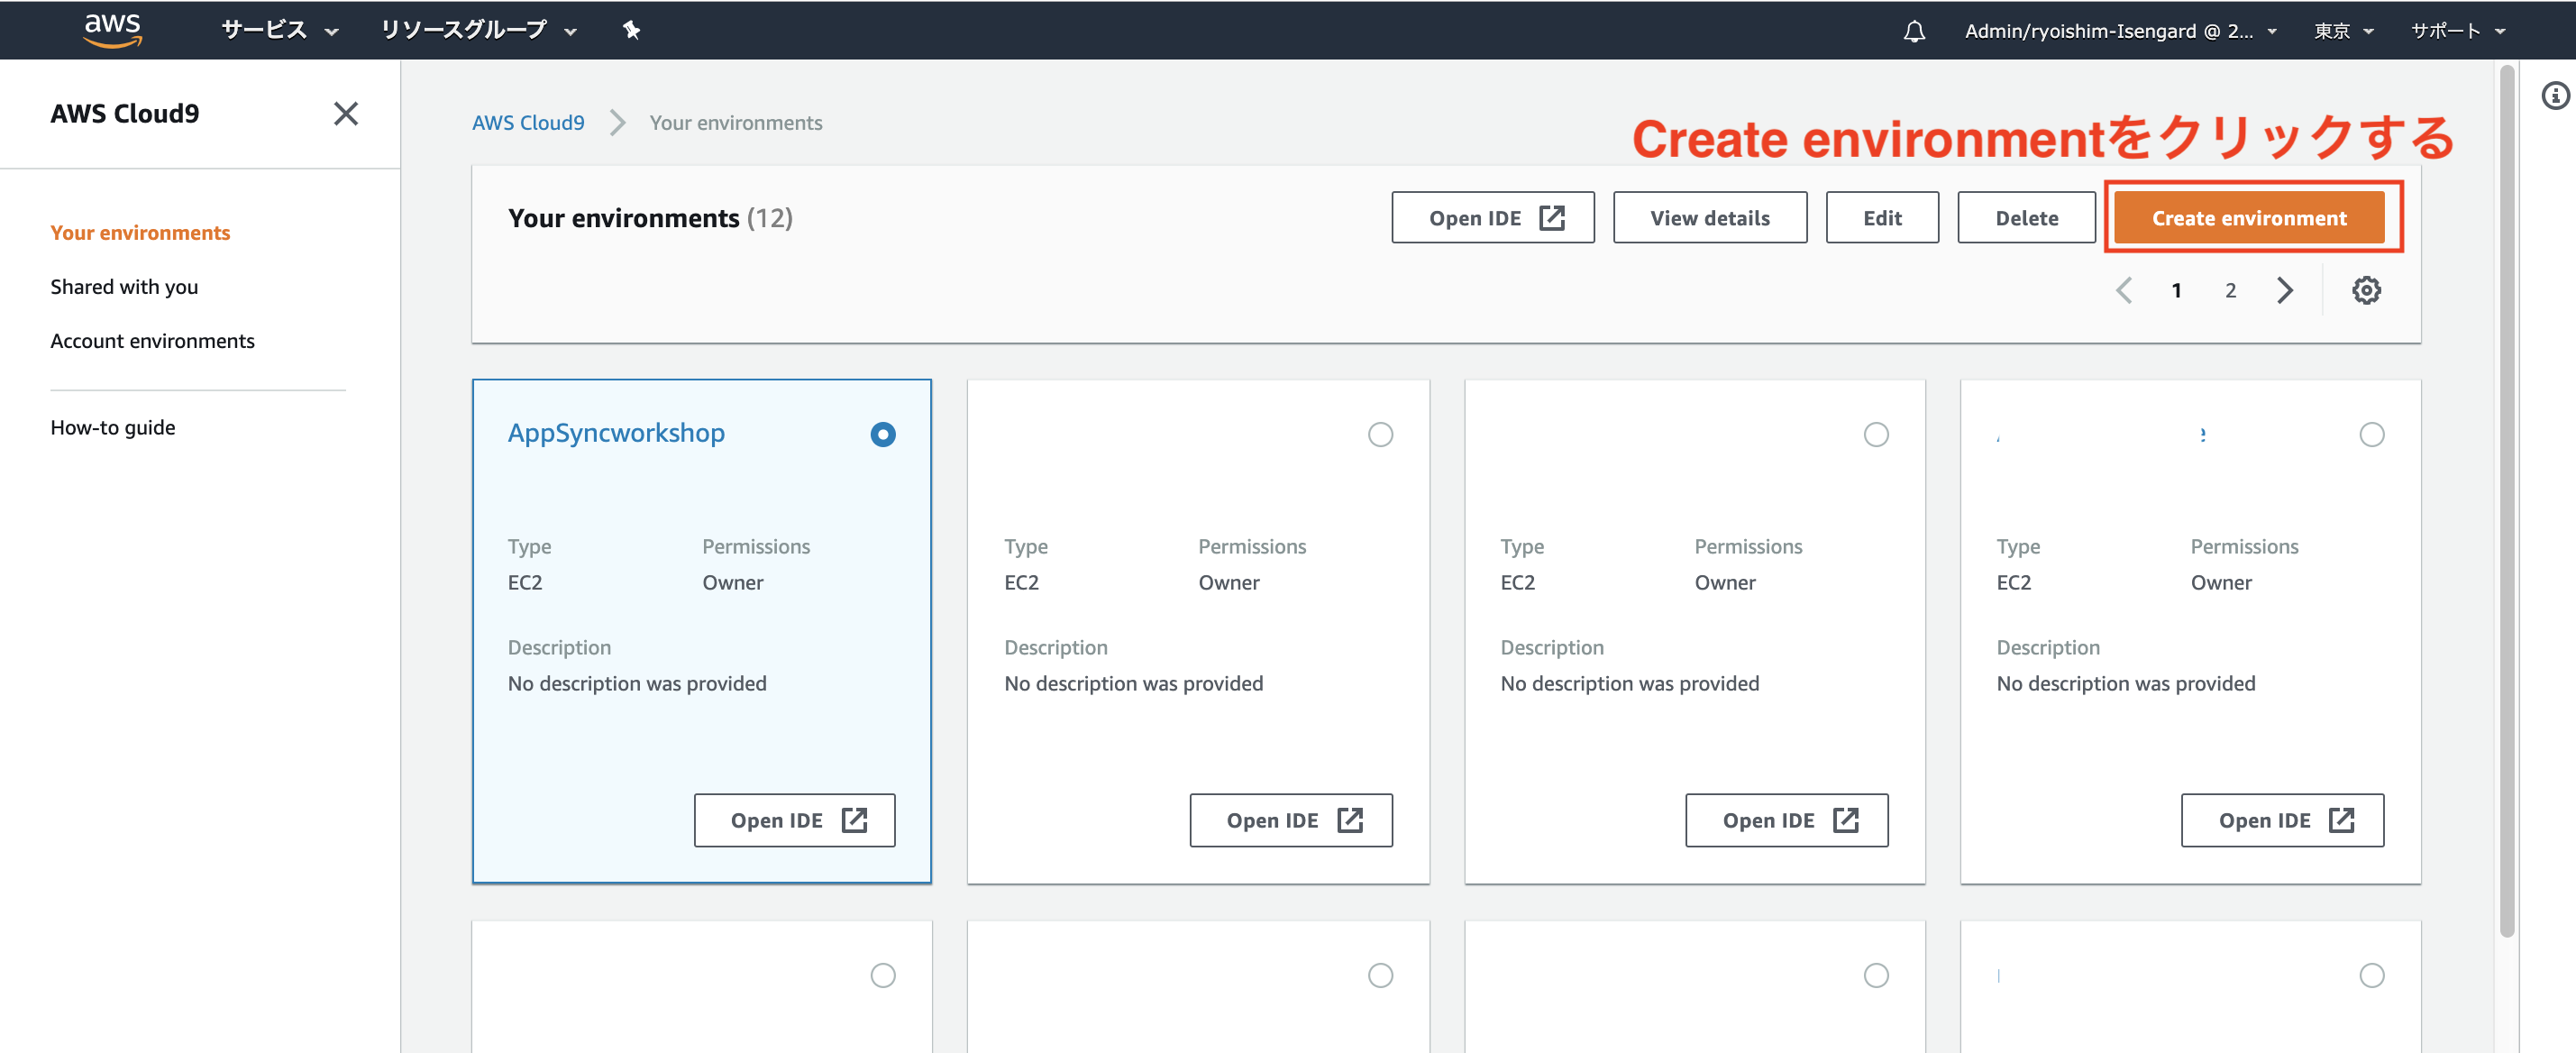 aws サービス リソースグループ Admin/ryoishim-Isengard @ 2... 東京 サポート
AWS Cloud9
Your environments
Shared with you
Account environments
How-to guide
AWS Cloud9 Your environments
Create environmentをクリックする
Your environments (12) Open IDE View details Edit Delete Create environment
1 2
AppSyncworkshop
Type Permissions
EC2 Owner
Description
No description was provided
Open IDE
Type Permissions
EC2 Owner
Description
No description was provided
Open IDE
Type Permissions
EC2 Owner
Description
No description was provided
Open IDE
Type Permissions
EC2 Owner
Description
No description was provided
Open IDE